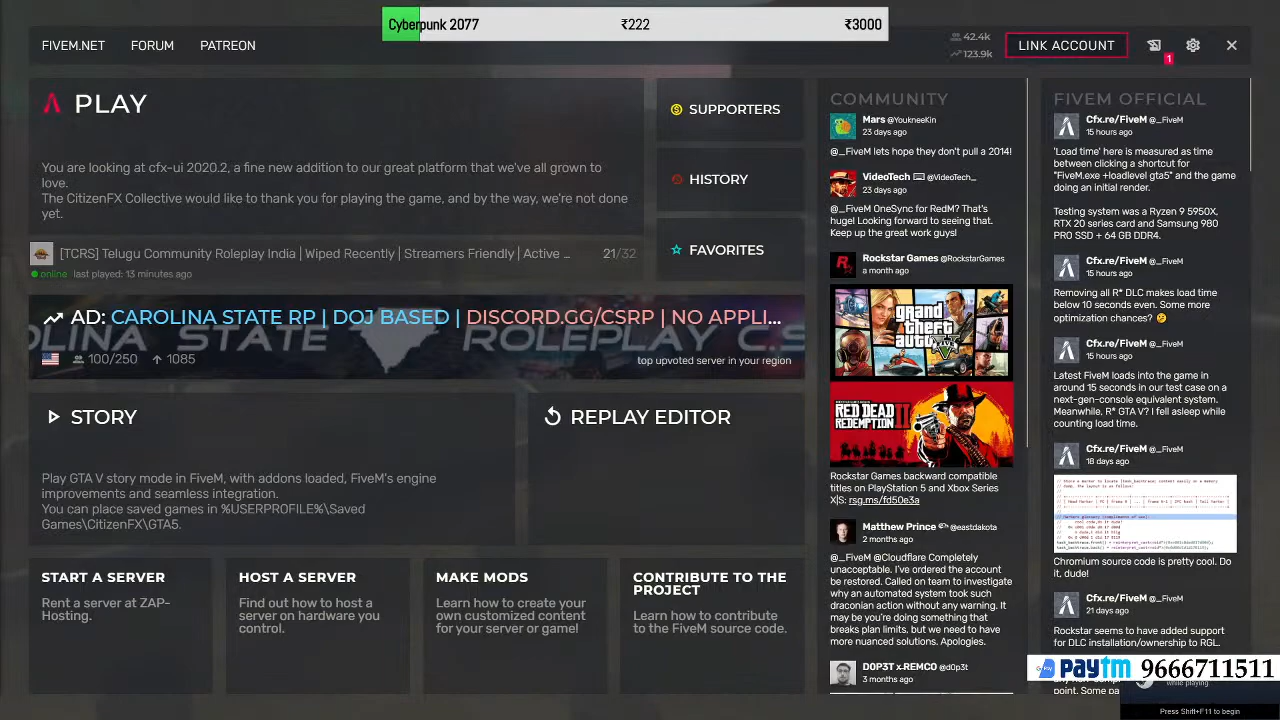 Cyberpunk 2077 ₹222 ₹3000
FIVEM.NET FORUM PATREON
42.4k
123.9k
LINK ACCOUNT
1
PLAY
You are looking at cfx-ui 2020.2, a fine new addition to our great platform that we've all grown to
love.
The CitizenFX Collective would like to thank you for playing the game, and by the way, we're not done
yet.
[TCRS] Telugu Community Roleplay India | Wiped Recently | Streamers Friendly | Active ... 21/32
online last played: 13 minutes ago
SUPPORTERS
HISTORY
FAVORITES
AD: CAROLINA STATE RP | DOJ BASED | DISCORD.GG/CSRP | NO APPLI...
100/250 1085
top upvoted server in your region
STORY
Play GTA V story mode in FiveM, with addons loaded, FiveM's engine
improvements and seamless integration.
You can place saved games in %USERPROFILE%\Saved
Games\CitizenFX\GTA5.
REPLAY EDITOR
START A SERVER
Rent a server at ZAP-
Hosting.
HOST A SERVER
Find out how to host a
server on hardware you
control.
MAKE MODS
Learn how to create your
own customized content
for your server or game!
CONTRIBUTE TO THE
PROJECT
Learn how to contribute
to the FiveM source code.
COMMUNITY
Mars @YoukneeKin
23 days ago
@_FiveM lets hope they don't pull a 2014!
VideoTech @VideoTech_
23 days ago
@_FiveM OneSync for RedM? That's
huge! Looking forward to seeing that.
Keep up the great work guys!
Rockstar Games @RockstarGames
a month ago
grand
theft
auto
V
RED DEAD
REDEMPTION
II
Rockstar Games backward compatible
titles on PlayStation 5 and Xbox Series
X|S: rsg.ms/fd50e3a
Matthew Prince @eastdakota
2 months ago
@_FiveM @Cloudflare Completely
unacceptable. I've ordered the account
be restored. Called on team to investigate
why an automated system took such
draconian action without any warning. It
may be you're doing something that
breaks plan limits, but we need to have
more nuanced solutions. Apologies.
D0P3T x-REMCO @d0p3t
3 months ago
FIVEM OFFICIAL
Cfx.re/FiveM @_FiveM
15 hours ago
'Load time' here is measured as time
between clicking a shortcut for
"FiveM.exe +loadlevel gta5" and the game
doing an initial render.
Testing system was a Ryzen 9 5950X,
RTX 20 series card and Samsung 980
PRO SSD + 64 GB DDR4.
Cfx.re/FiveM @_FiveM
15 hours ago
Removing all R* DLC makes load time
below 10 seconds even. Some more
optimization chances?
Cfx.re/FiveM @_FiveM
15 hours ago
Latest FiveM loads into the game in
around 15 seconds in our test case on a
next-gen-console equivalent system.
Meanwhile, R* GTA V? I fell asleep while
counting load time.
Cfx.re/FiveM @_FiveM
18 days ago
Chromium source code is pretty cool. Do
it, dude!
Cfx.re/FiveM @_FiveM
21 days ago
Rockstar seems to have added support
for DLC installation/ownership to RGL.
G Pay paytm 9666711511
while playing
point. Some
Press Shift+F11 to begin